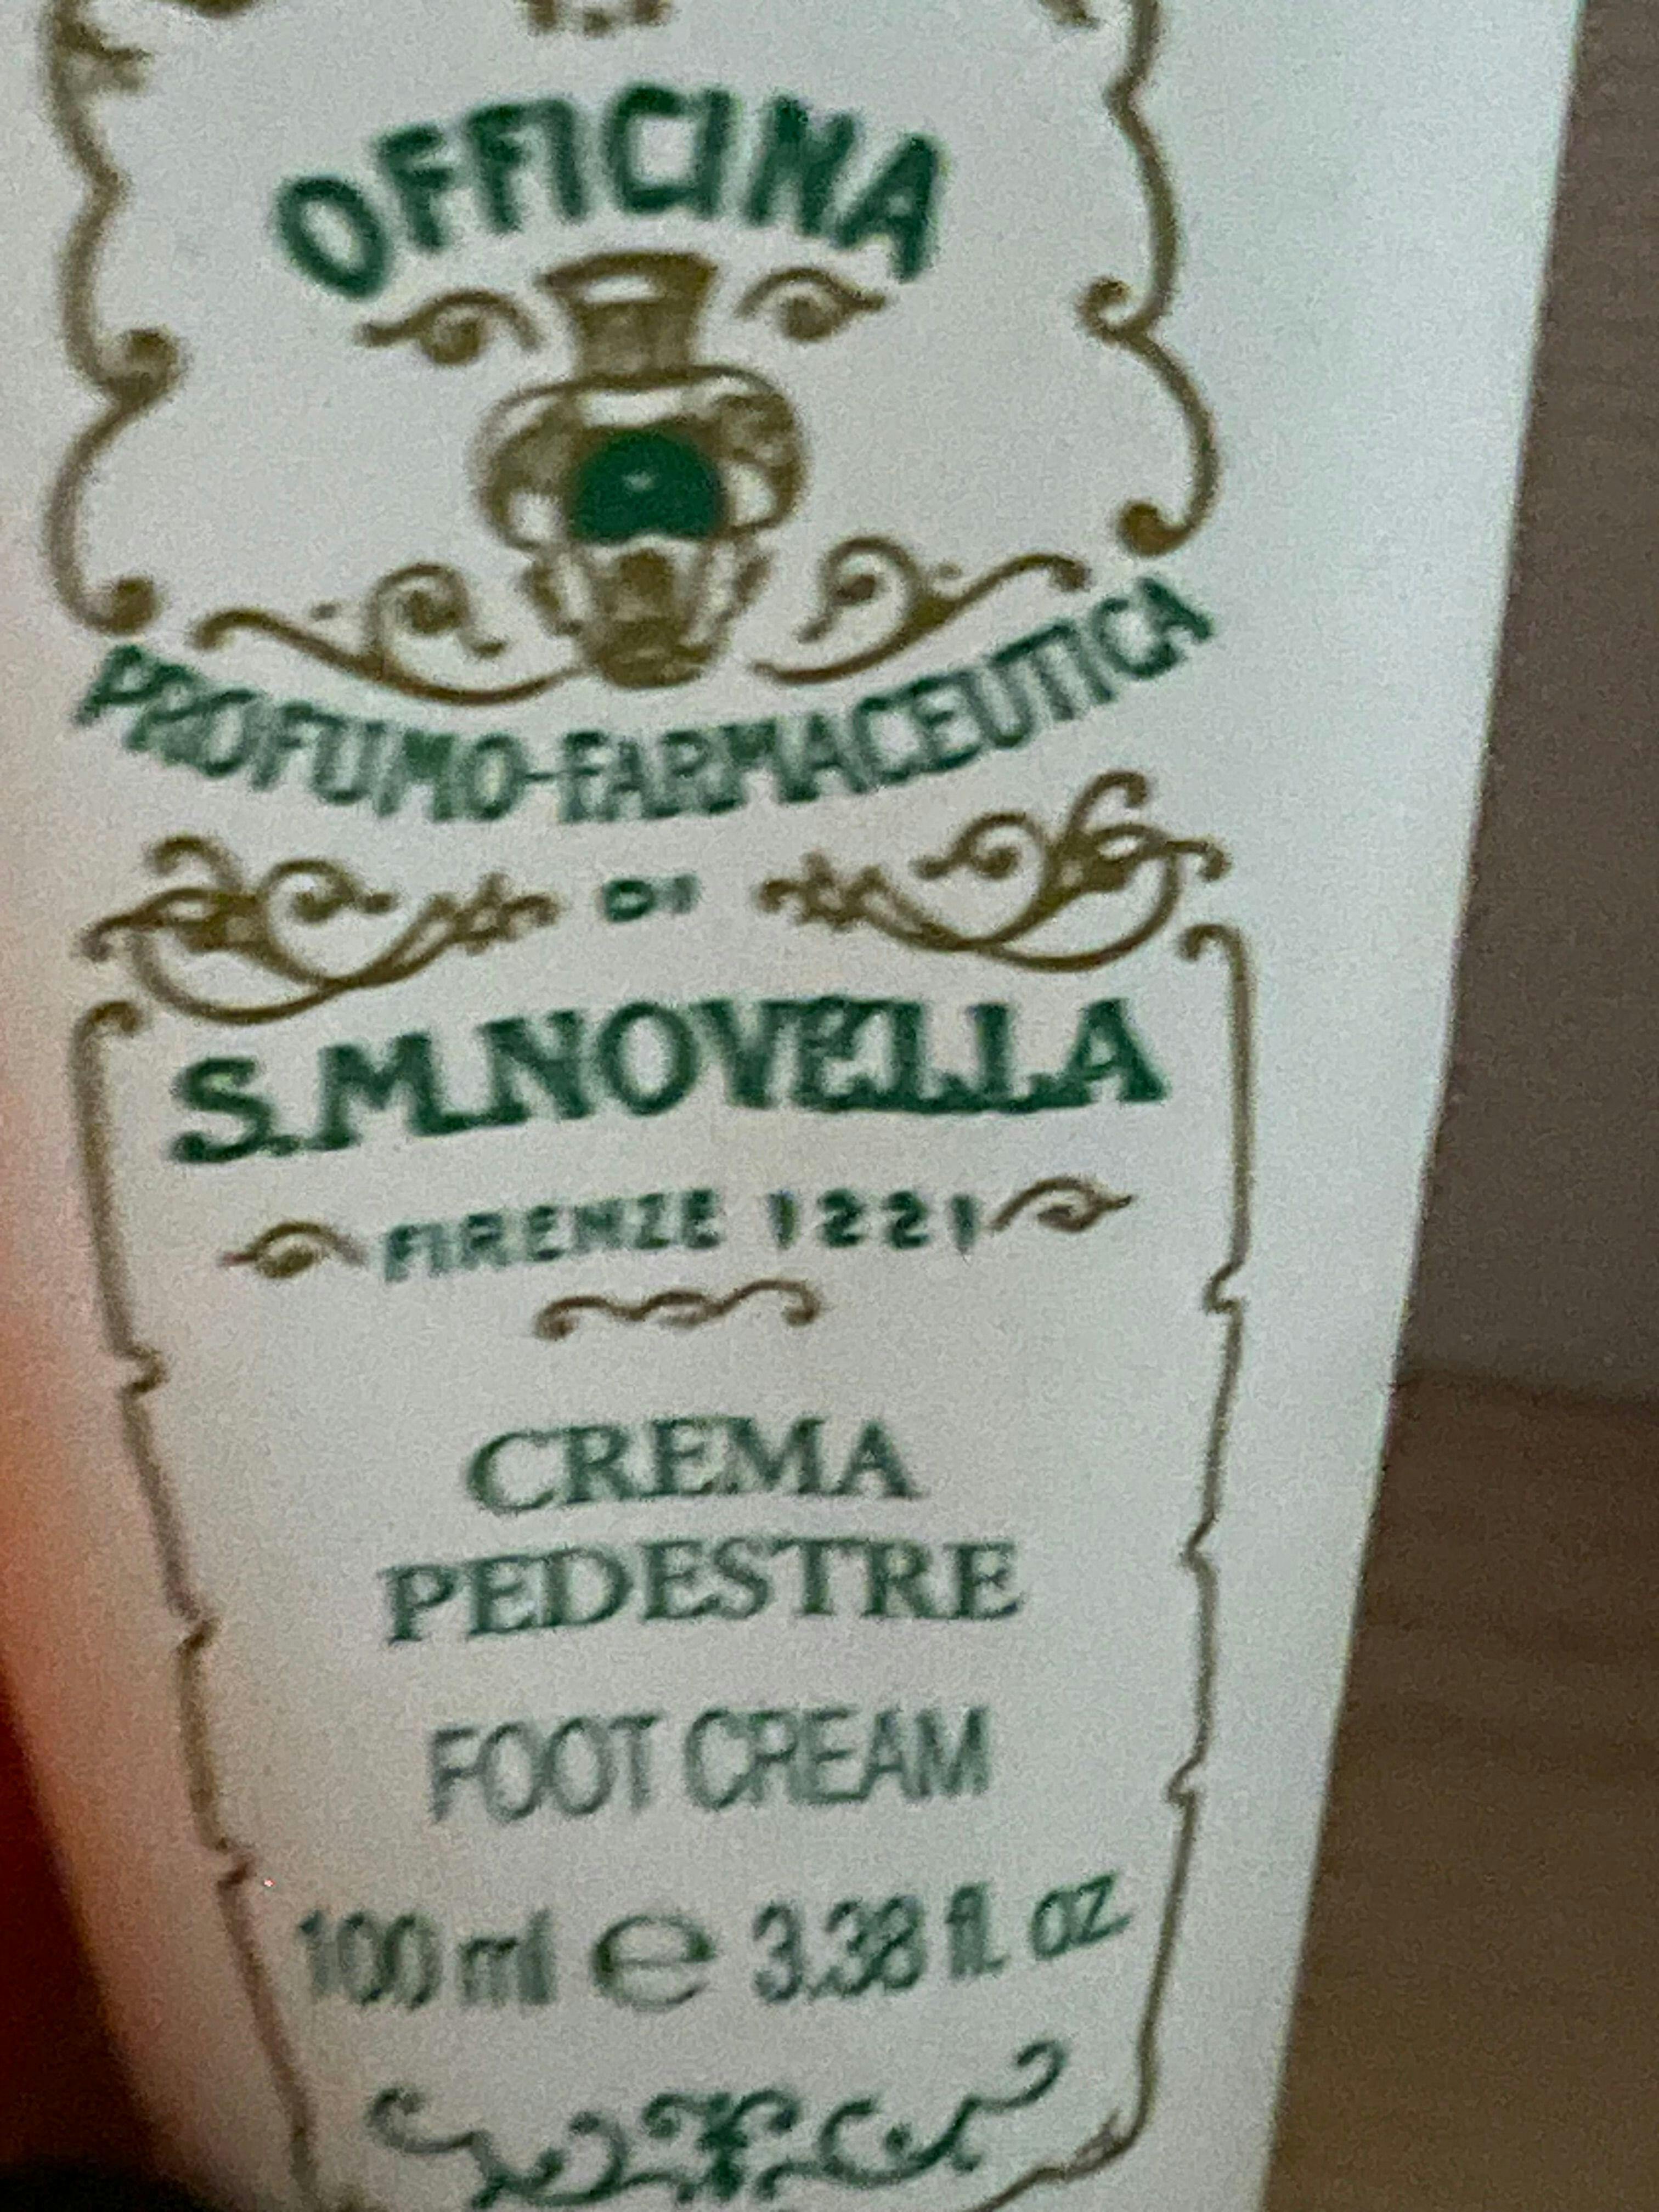 OFFICINA
PROFUMO-FARMACEUTICA
DI
S.M.NOVELLA
FIRENZE 1221
CREMA
PEDESTRE
FOOT CREAM
100 ml e 3.38 fl. oz